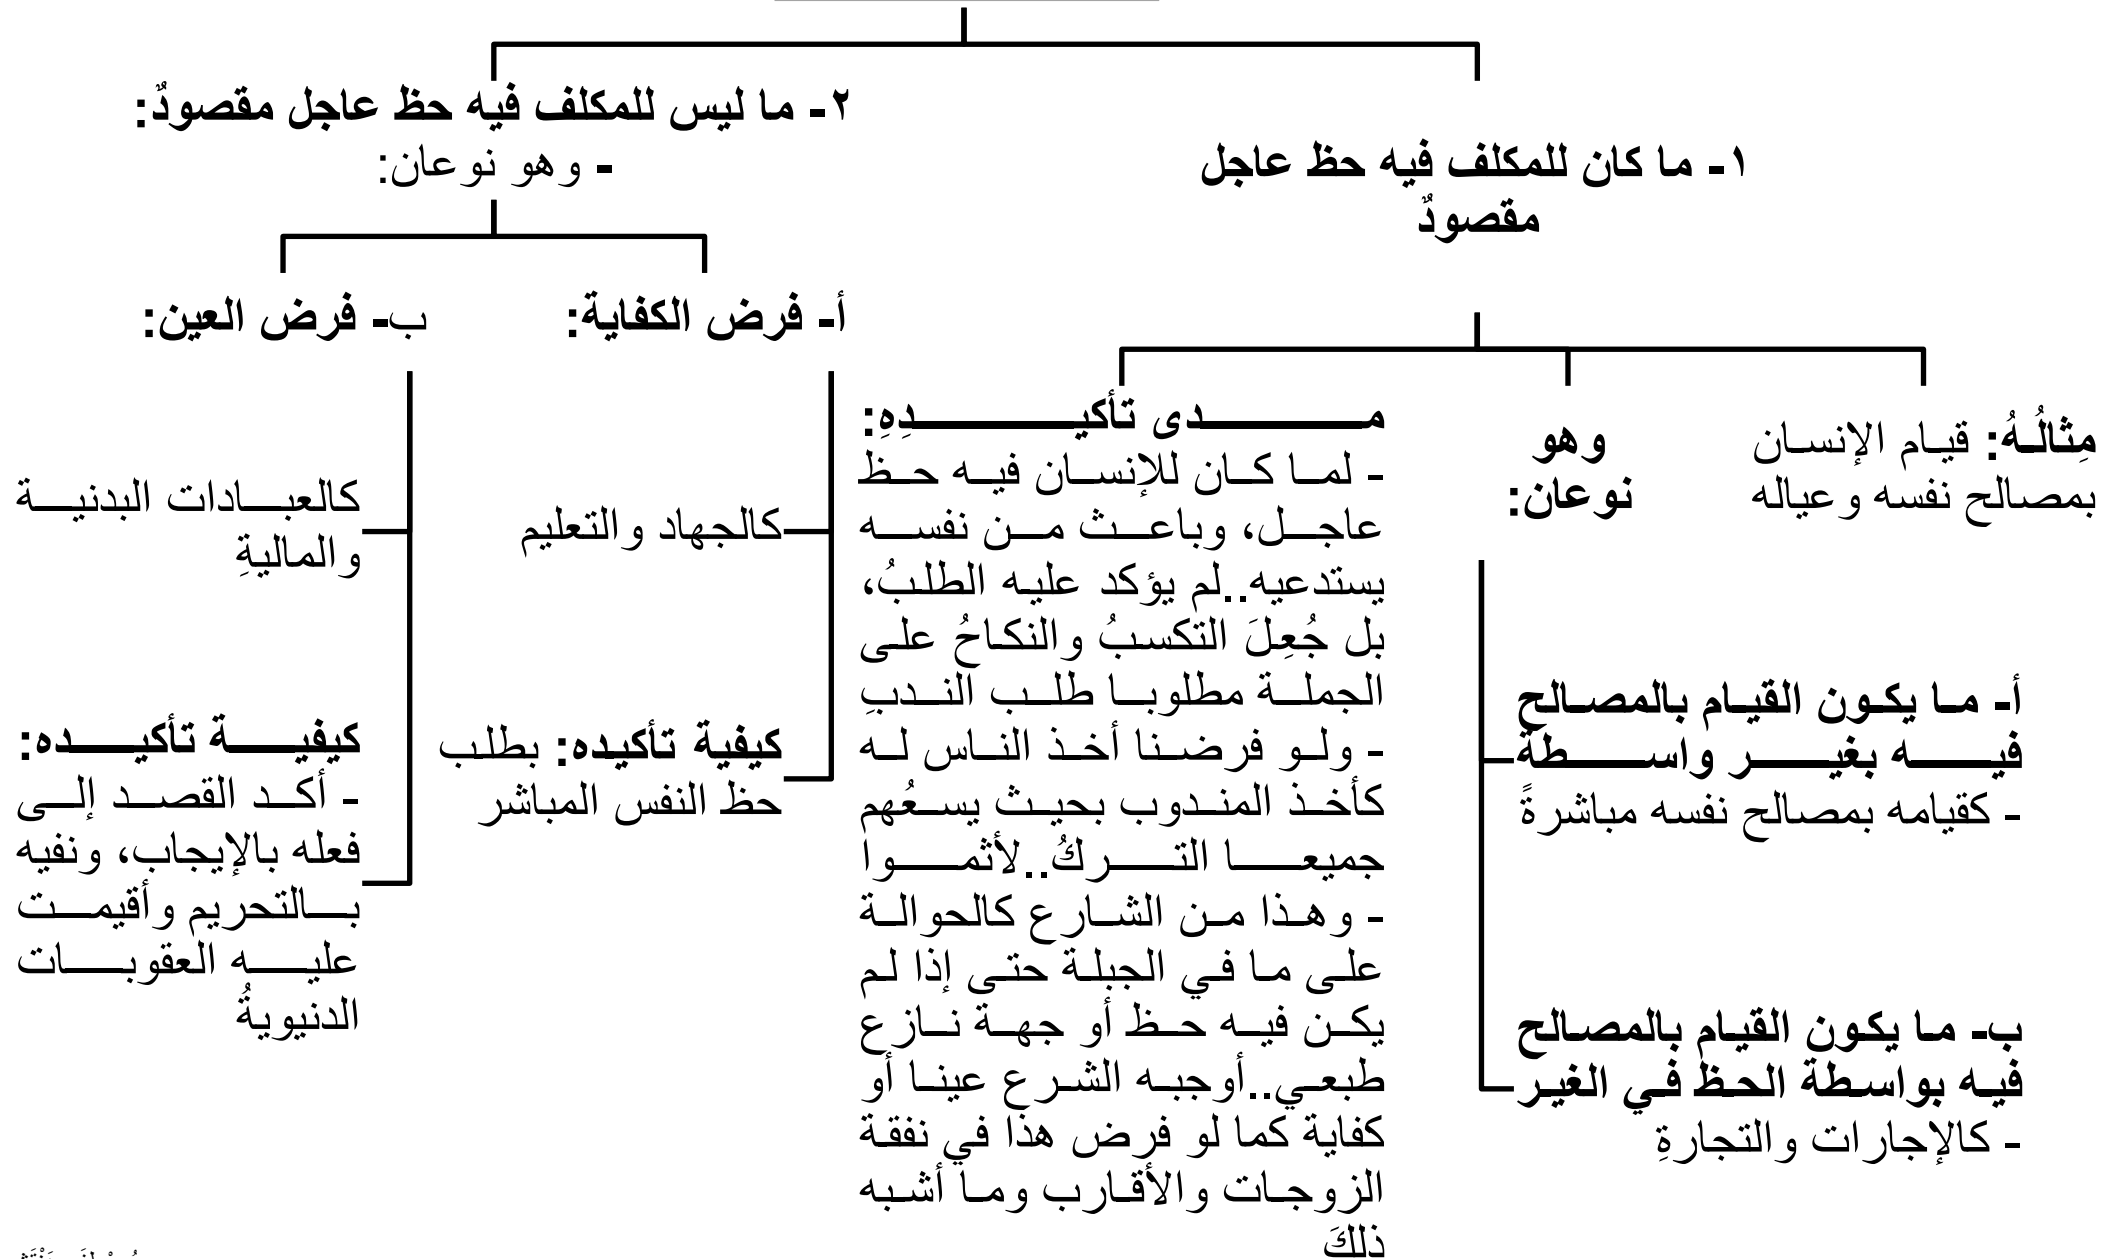 ١- ما كان للمكلف فيه حظ عاجل
مقصودٌ
مِثالُهُ: قيام الإنسان
بمصالح نفسه وعياله
وهو
نوعان:
أ- ما يكون القيام بالمصالح
فيه بغير واسطة
- كقيامه بمصالح نفسه مباشرةً
ب- ما يكون القيام بالمصالح
فيه بواسطة الحظ في الغير
- كالإجارات والتجارةِ
مدى تأكيدِهِ:
- لما كان للإنسان فيه حظ
عاجل، وباعث من نفسه
يستدعيه..لم يؤكد عليه الطلبُ،
بل جُعِلَ التكسبُ والنكاحُ على
الجملة مطلوبا طلب الندبِ
- ولو فرضنا أخذ الناس له
كأخذ المندوب بحيث يسعُهم
جميعا التركُ..لأثموا
- وهذا من الشارع كالحوالة
على ما في الجبلة حتى إذا لم
يكن فيه حظ أو جهة نازع
طبعي..أوجبه الشرع عينا أو
كفاية كما لو فرض هذا في نفقة
الزوجات والأقارب وما أشبه
ذلكَ
٢- ما ليس للمكلف فيه حظ عاجل مقصودٌ:
- وهو نوعان:
أ- فرض الكفاية:
كالجهاد والتعليم
كيفية تأكيده: بطلب
حظ النفس المباشر
ب- فرض العين:
كالعبادات البدنية
والماليةِ
كيفية تأكيده:
- أكد القصد إلى
فعله بالإيجاب، ونفيه
بالتحريم وأقيمت
عليه العقوبات
الدنيويةُ